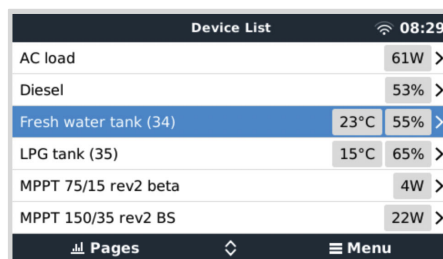 Device List 08:29
AC load 61W
Diesel 53%
Fresh water tank (34) 23°C 55%
LPG tank (35) 15°C 65%
MPPT 75/15 rev2 beta 4W
MPPT 150/35 rev2 BS 22W
Pages Menu